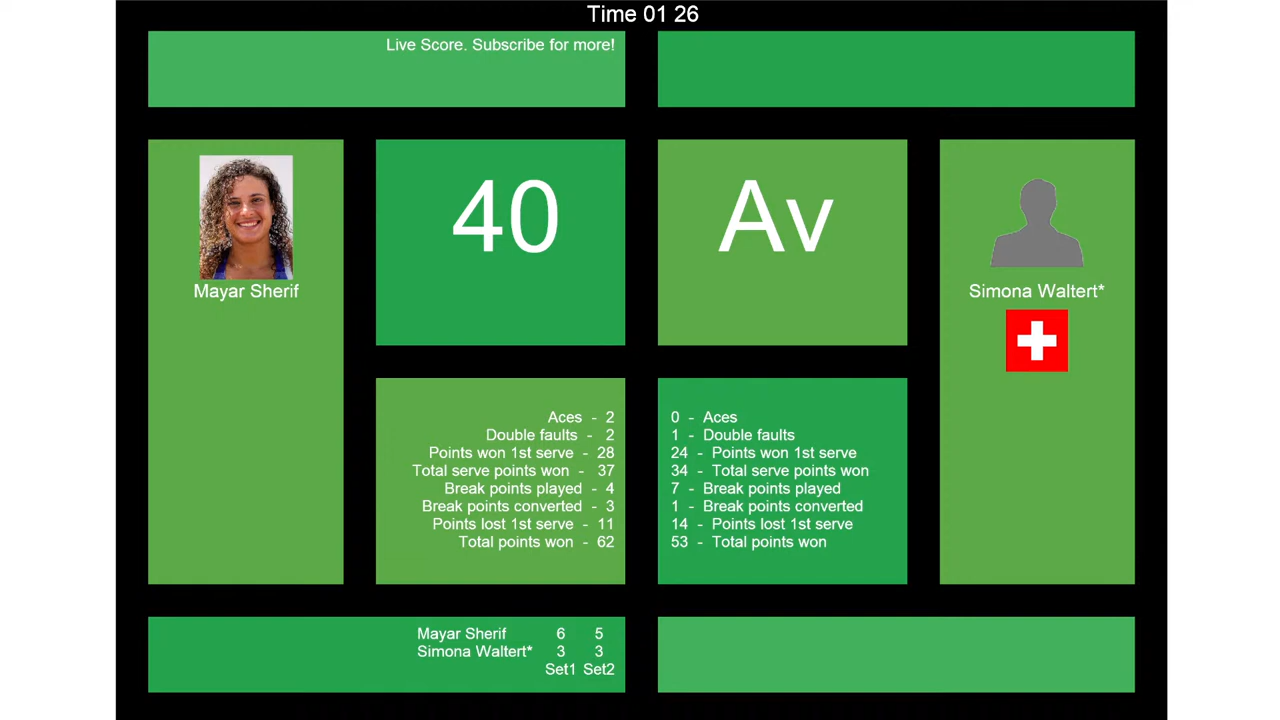 Time 01 26
Live Score. Subscribe for more!
40
Av
Mayar Sherif
Simona Waltert*
Aces - 2
Double faults - 2
Points won 1st serve - 28
Total serve points won - 37
Break points played - 4
Break points converted - 3
Points lost 1st serve - 11
Total points won - 62
0 - Aces
1 - Double faults
24 - Points won 1st serve
34 - Total serve points won
7 - Break points played
1 - Break points converted
14 - Points lost 1st serve
53 - Total points won
Mayar Sherif 6 5
Simona Waltert* 3 3
Set1 Set2